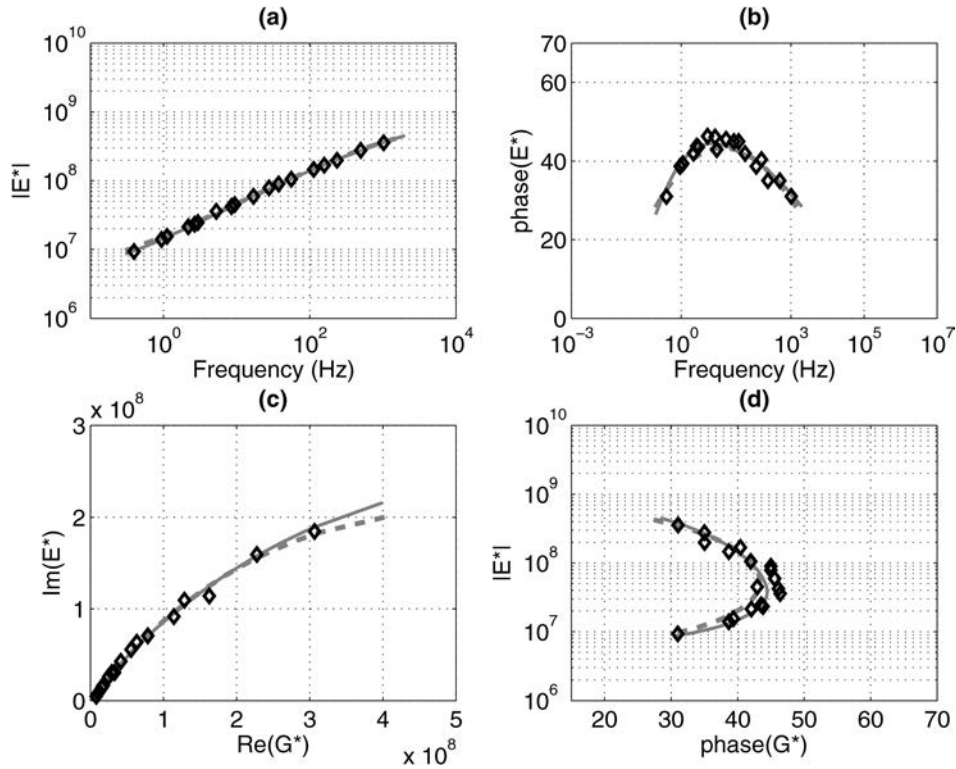 (a)
10^10
10^9
10^8
10^7
10^6
|E*|
10^0
10^2
10^4
Frequency (Hz)
(b)
70
60
40
20
0
phase(E*)
10^-3
10^0
10^3
10^5
10^7
Frequency (Hz)
(c)
x 10^8
3
2
1
0
Im(E*)
0
1
2
3
4
5
Re(G*)
x 10^8
(d)
10^10
10^9
10^8
10^7
10^6
|E*|
20
30
40
50
60
70
phase(G*)